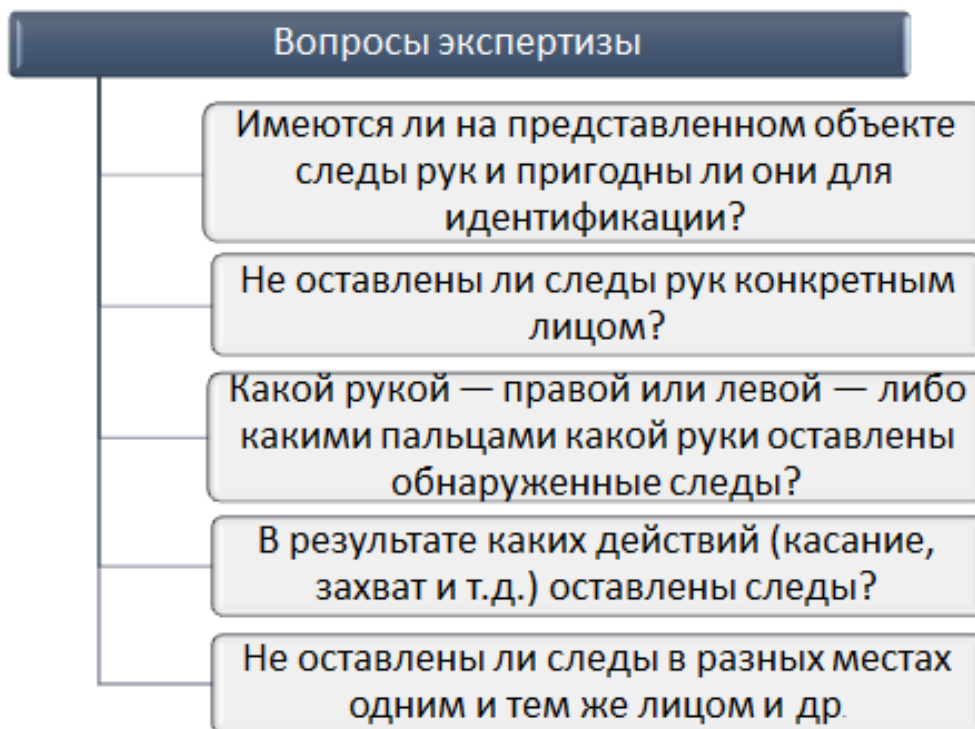 Вопросы экспертизы
Имеются ли на представленном объекте
следы рук и пригодны ли они для
идентификации?
Не оставлены ли следы рук конкретным
лицом?
Какой рукой — правой или левой — либо
какими пальцами какой руки оставлены
обнаруженные следы?
В результате каких действий (касание,
захват и т.д.) оставлены следы?
Не оставлены ли следы в разных местах
одним и тем же лицом и др.